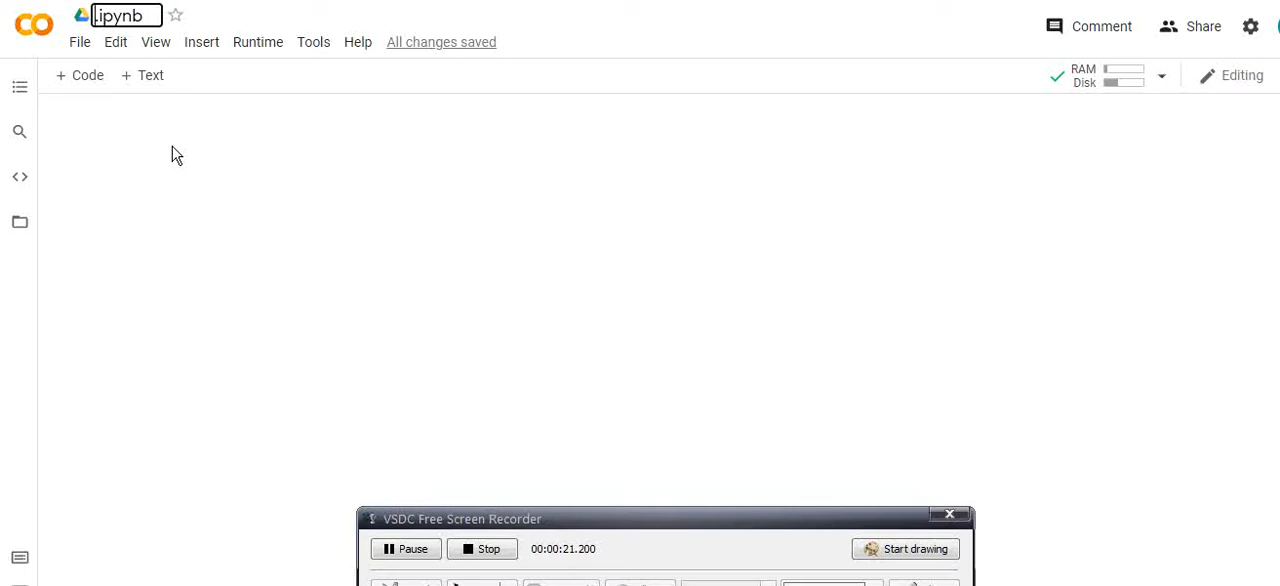 .ipynb
Comment
Share
File Edit View Insert Runtime Tools Help All changes saved
+ Code + Text
RAM
Disk
Editing
VSDC Free Screen Recorder
Pause Stop 00:00:21.200 Start drawing